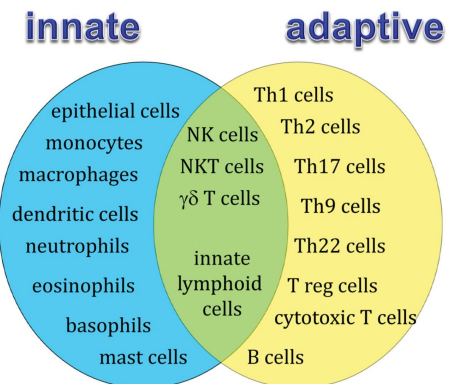 innate
adaptive
epithelial cells
monocytes
macrophages
dendritic cells
neutrophils
eosinophils
basophils
mast cells
NK cells
NKT cells
γδ T cells
innate
lymphoid
cells
Th1 cells
Th2 cells
Th17 cells
Th9 cells
Th22 cells
T reg cells
cytotoxic T cells
B cells